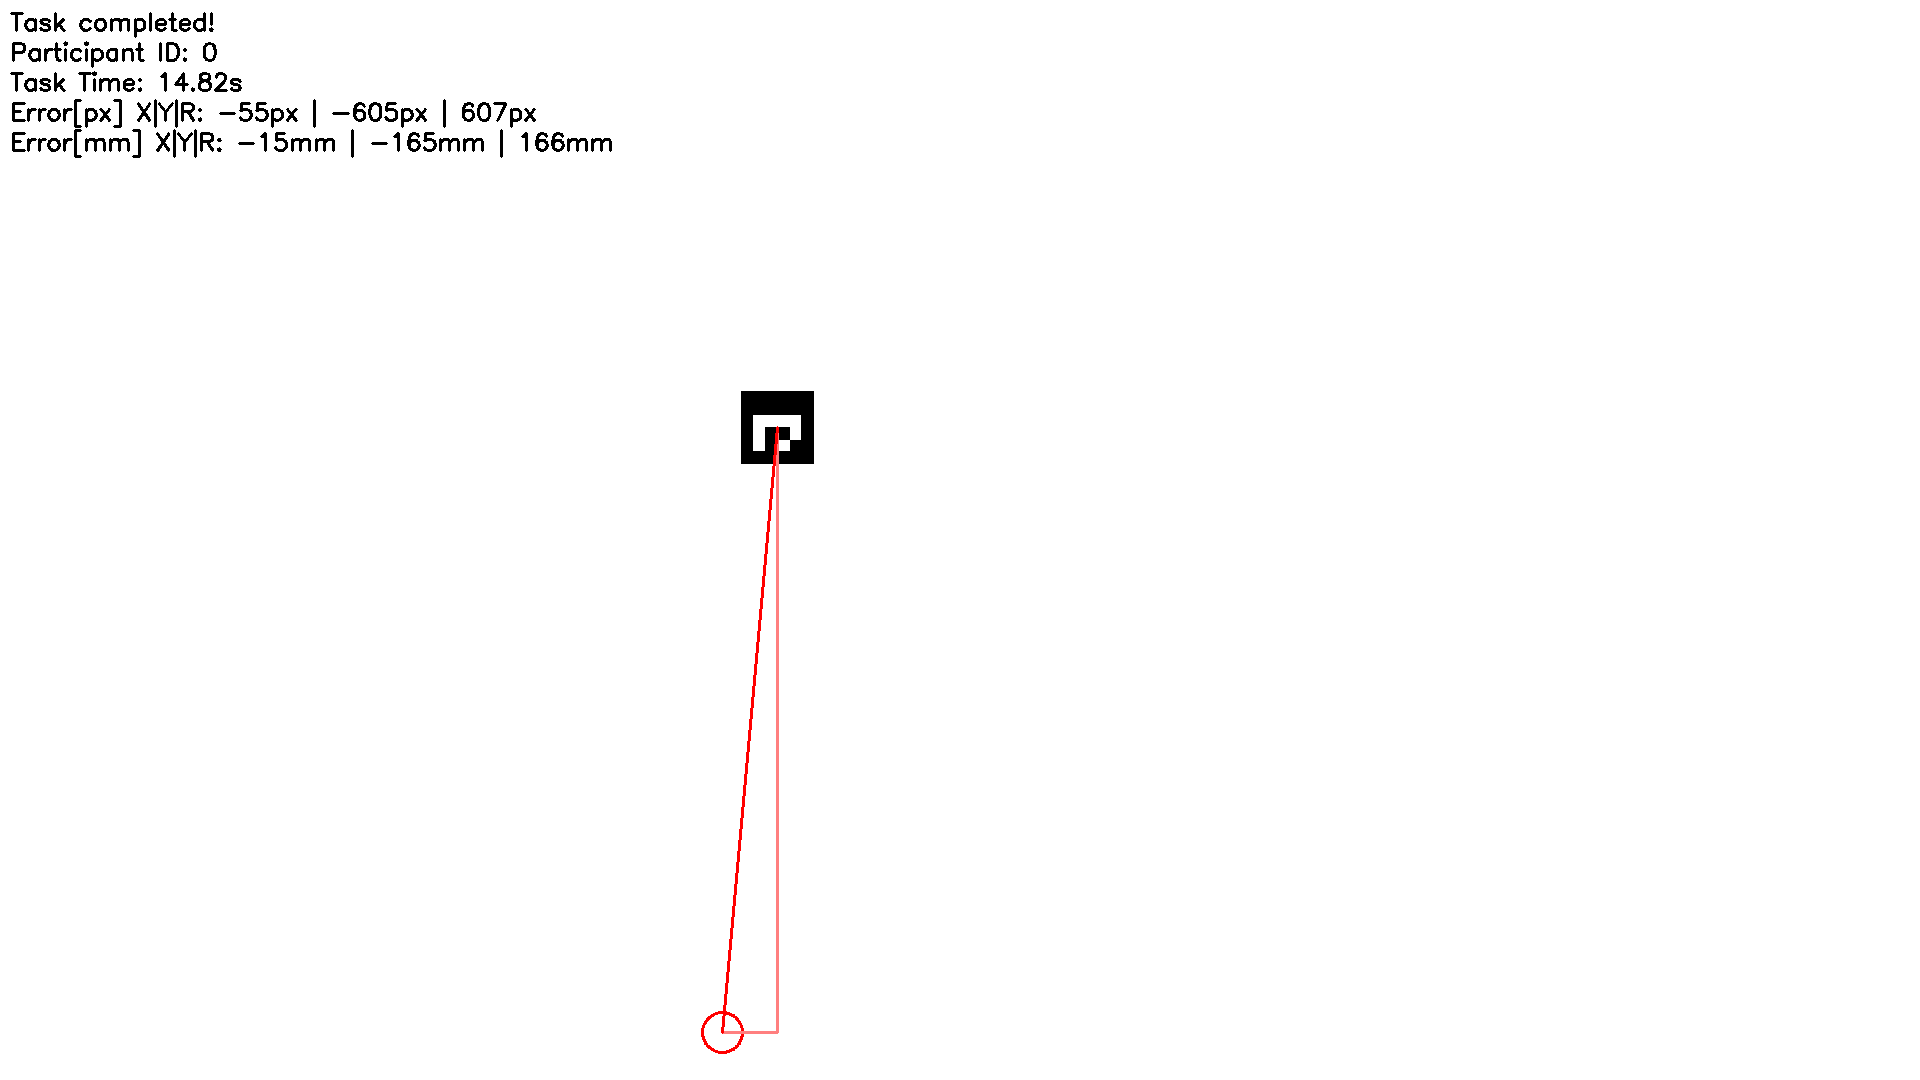 Task completed!
Participant ID: 0
Task Time: 14.82s
Error[px] X|Y|R: -55px | -605px | 607px
Error[mm] X|Y|R: -15mm | -165mm | 166mm